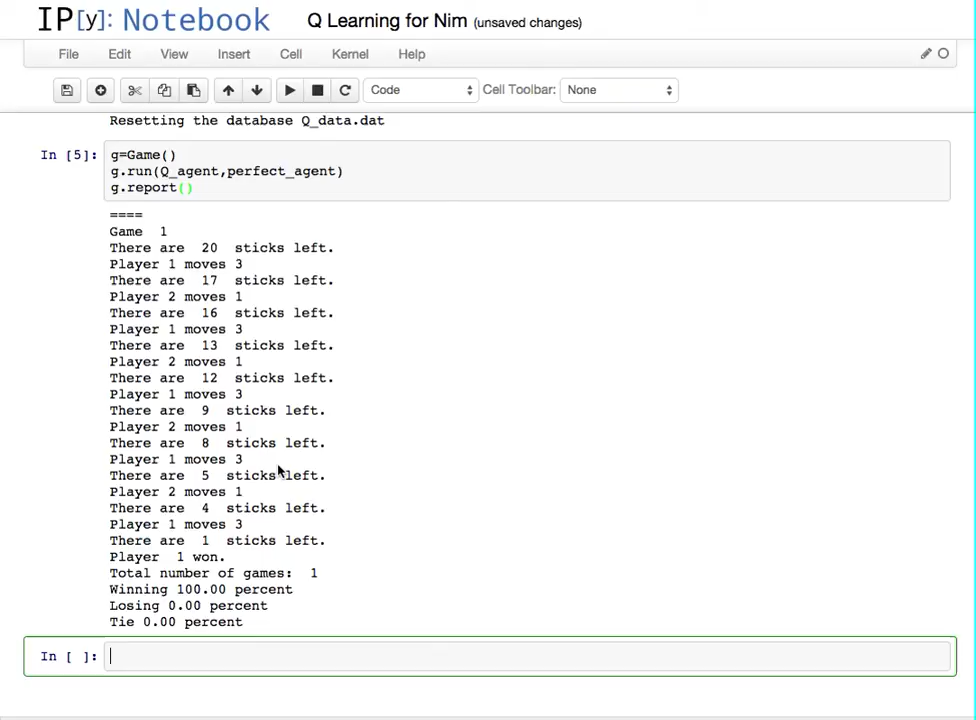 IP[y]: Notebook Q Learning for Nim (unsaved changes)
File Edit View Insert Cell Kernel Help
Code Cell Toolbar: None
Resetting the database Q_data.dat
In [5]: g=Game()
g.run(Q_agent,perfect_agent)
g.report()
====
Game 1
There are 20 sticks left.
Player 1 moves 3
There are 17 sticks left.
Player 2 moves 1
There are 16 sticks left.
Player 1 moves 3
There are 13 sticks left.
Player 2 moves 1
There are 12 sticks left.
Player 1 moves 3
There are 9 sticks left.
Player 2 moves 1
There are 8 sticks left.
Player 1 moves 3
There are 5 sticks left.
Player 2 moves 1
There are 4 sticks left.
Player 1 moves 3
There are 1 sticks left.
Player 1 won.
Total number of games: 1
Winning 100.00 percent
Losing 0.00 percent
Tie 0.00 percent
In [ ]: